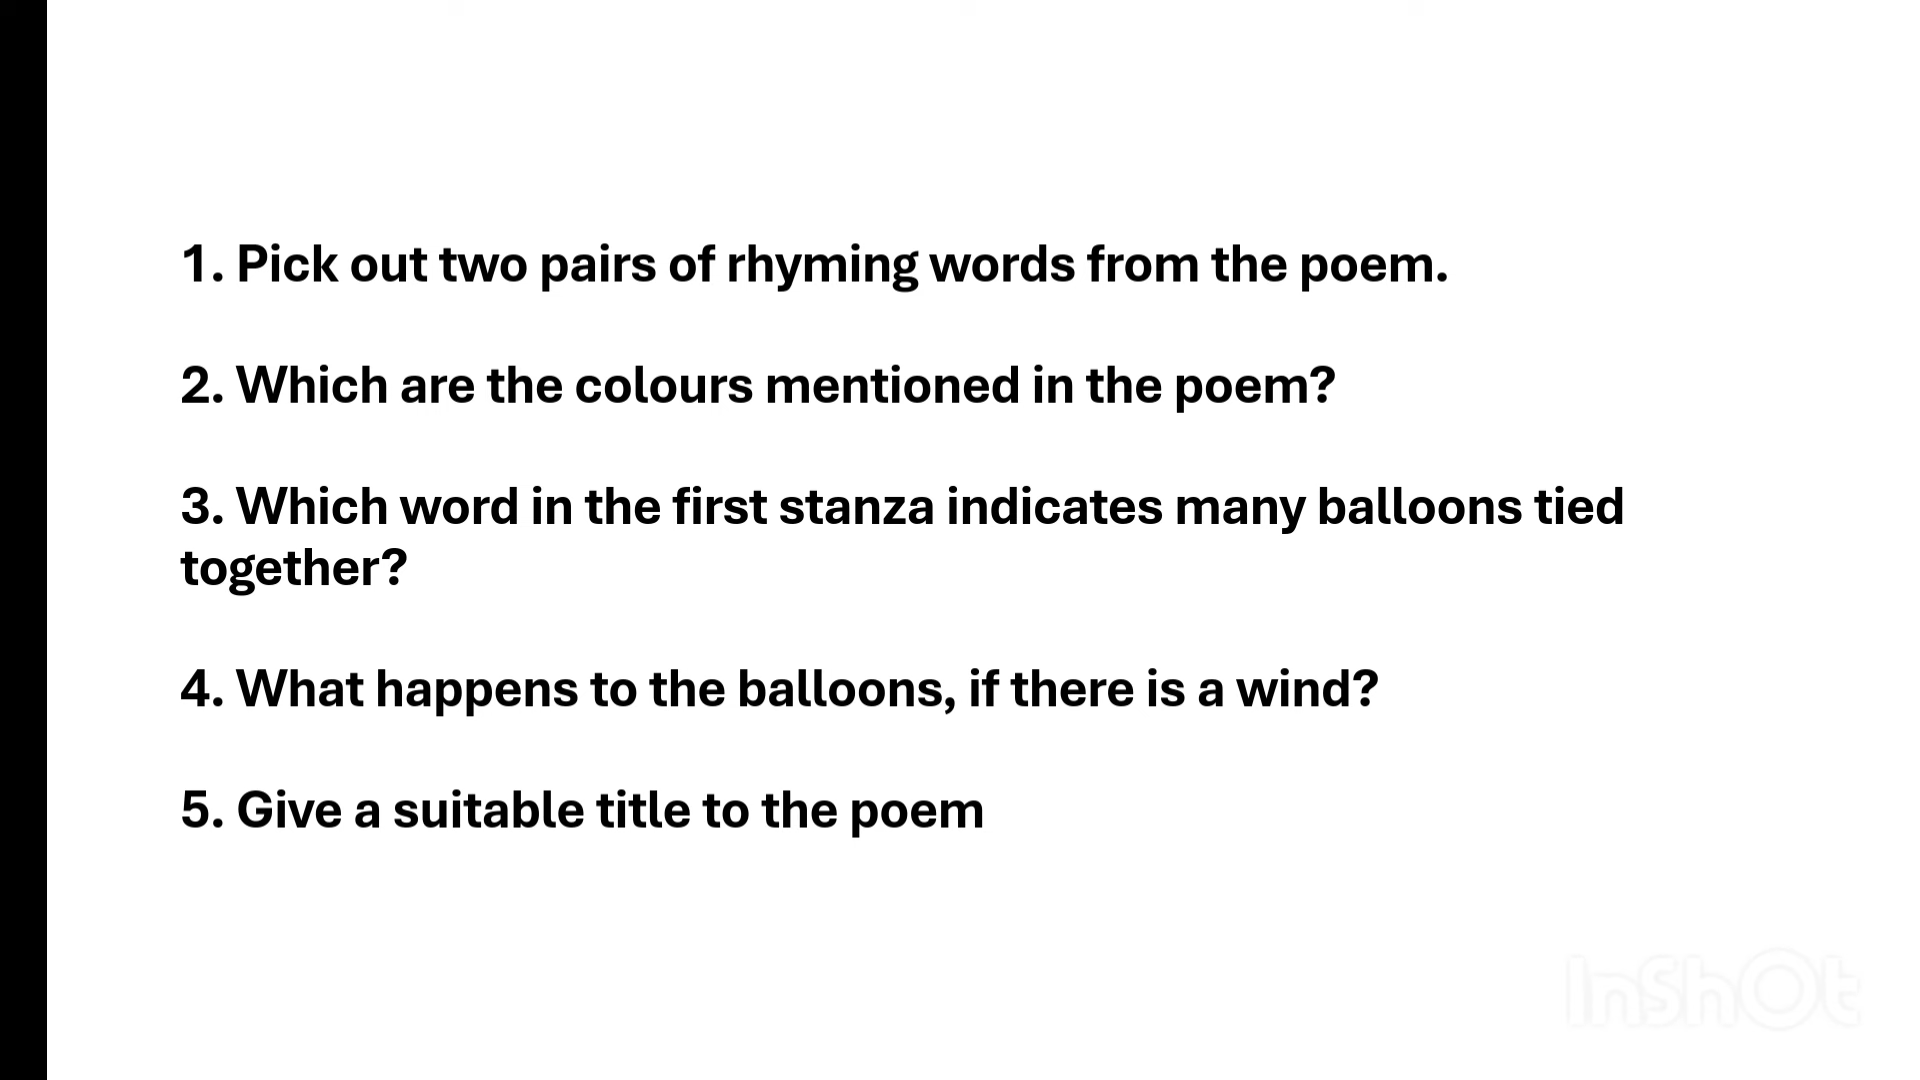 1. Pick out two pairs of rhyming words from the poem.
2. Which are the colours mentioned in the poem?
3. Which word in the first stanza indicates many balloons tied
together?
4. What happens to the balloons, if there is a wind?
5. Give a suitable title to the poem
InShOt